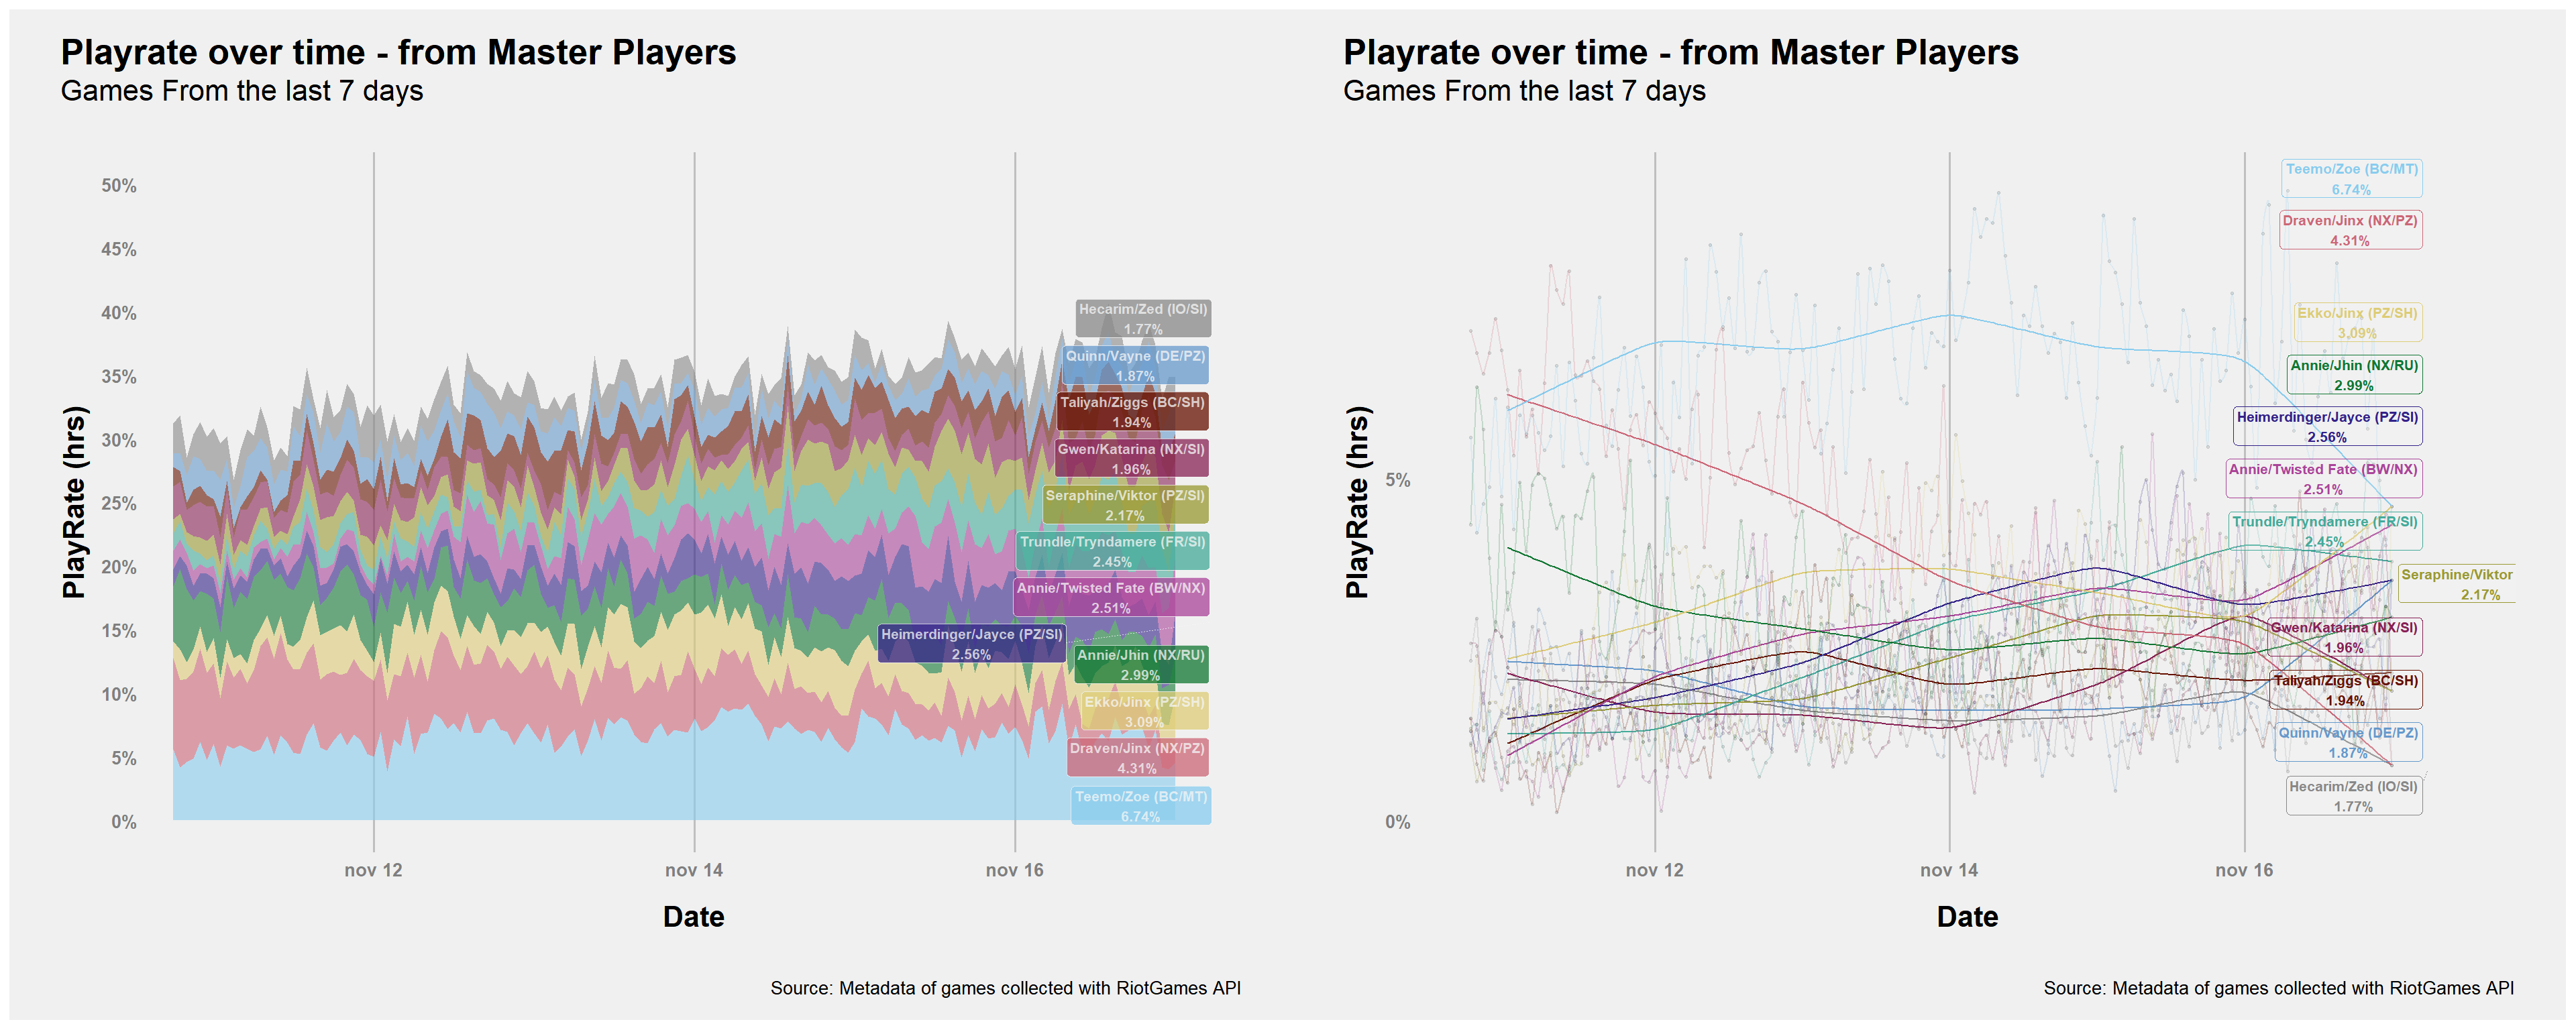 Playrate over time - from Master Players
Games From the last 7 days
PlayRate (hrs)
50%
45%
40%
35%
30%
25%
20%
15%
10%
5%
0%
Hecarim/Zed (IO/SI)
1.77%
Quinn/Vayne (DE/PZ)
1.87%
Taliyah/Ziggs (BC/SH)
1.94%
Gwen/Katarina (NX/SI)
1.96%
Seraphine/Viktor (PZ/SI)
2.17%
Trundle/Tryndamere (FR/SI)
2.45%
Annie/Twisted Fate (BW/NX)
2.51%
Heimerdinger/Jayce (PZ/SI)
2.56%
Annie/Jhin (NX/RU)
2.99%
Ekko/Jinx (PZ/SH)
3.09%
Draven/Jinx (NX/PZ)
4.31%
Teemo/Zoe (BC/MT)
6.74%
nov 12
nov 14
nov 16
Date
Source: Metadata of games collected with RiotGames API
Playrate over time - from Master Players
Games From the last 7 days
PlayRate (hrs)
5%
0%
Teemo/Zoe (BC/MT)
6.74%
Draven/Jinx (NX/PZ)
4.31%
Ekko/Jinx (PZ/SH)
3.09%
Annie/Jhin (NX/RU)
2.99%
Heimerdinger/Jayce (PZ/SI)
2.56%
Annie/Twisted Fate (BW/NX)
2.51%
Trundle/Tryndamere (FR/SI)
2.45%
Seraphine/Viktor
2.17%
Gwen/Katarina (NX/SI)
1.96%
Taliyah/Ziggs (BC/SH)
1.94%
Quinn/Vayne (DE/PZ)
1.87%
Hecarim/Zed (IO/SI)
1.77%
nov 12
nov 14
nov 16
Date
Source: Metadata of games collected with RiotGames API